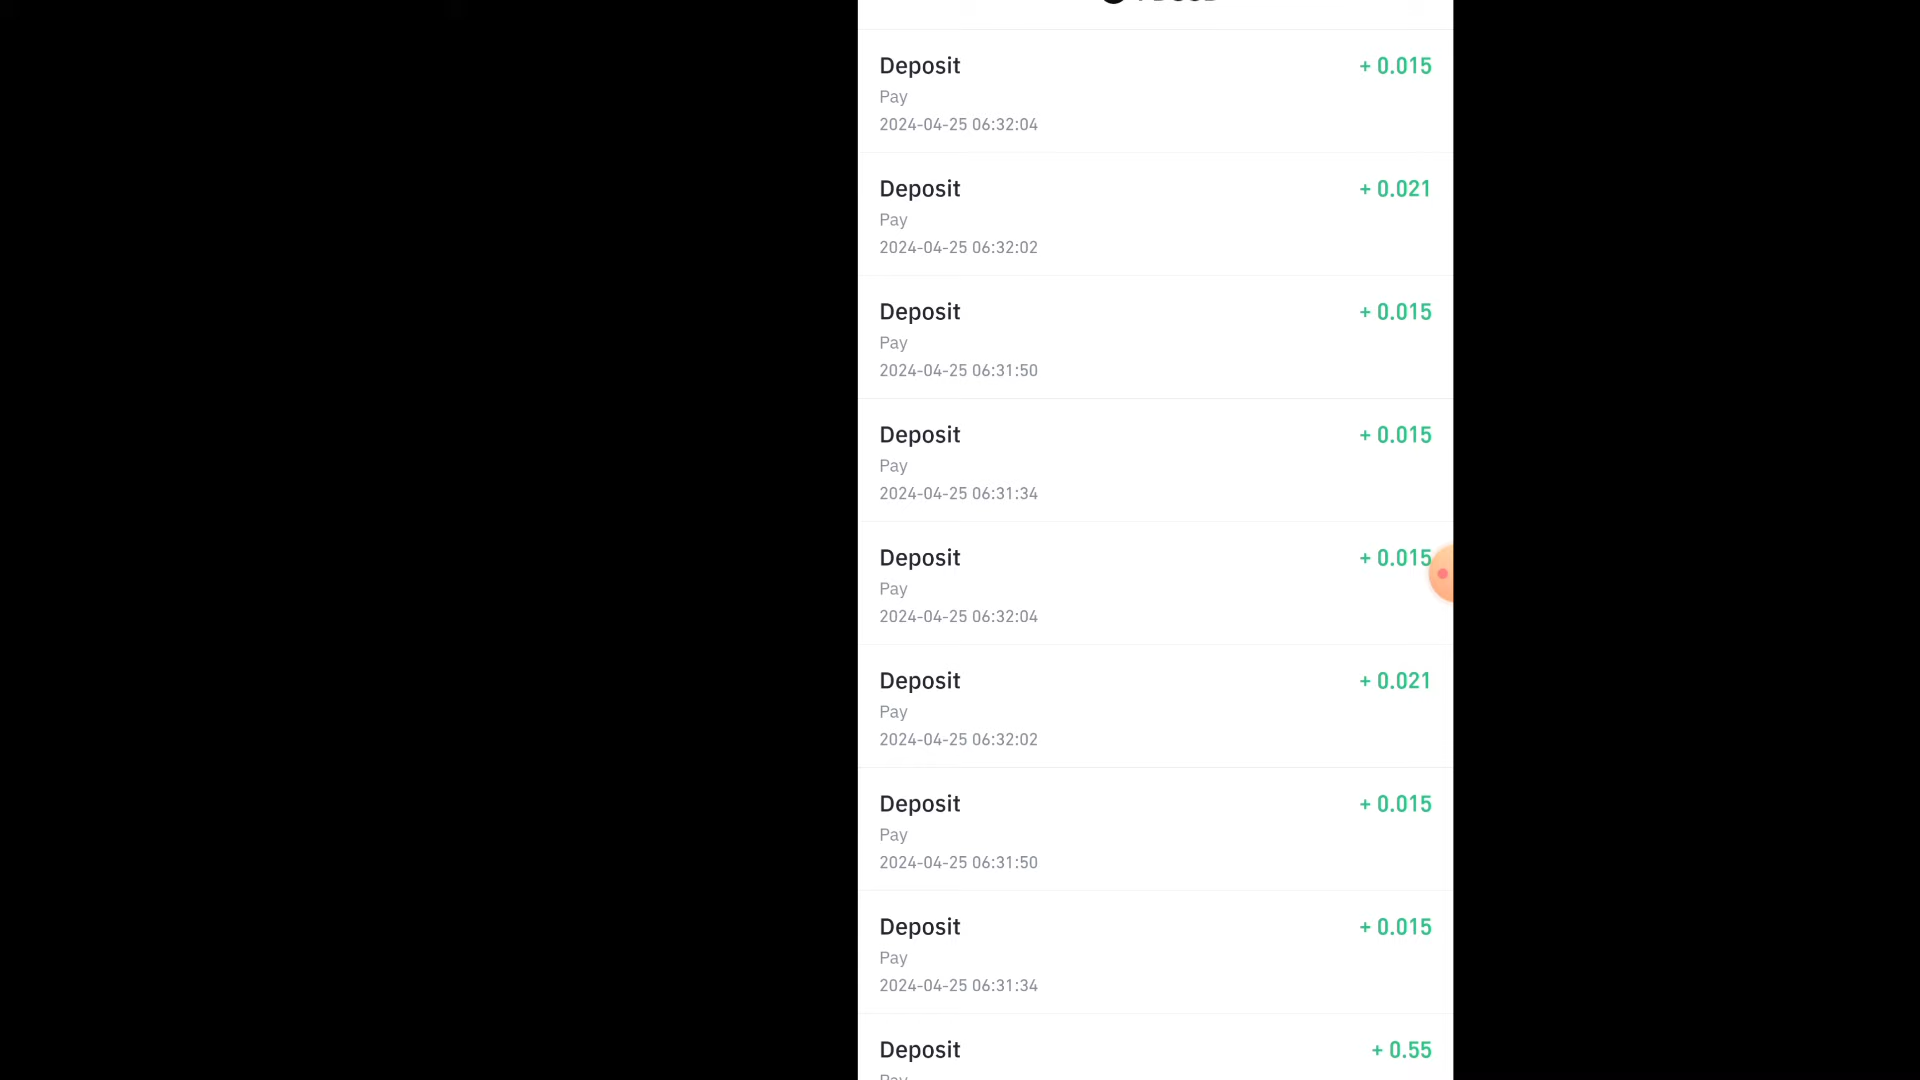 Deposit
+ 0.015
Pay
2024-04-25 06:32:04
Deposit
+ 0.021
Pay
2024-04-25 06:32:02
Deposit
+ 0.015
Pay
2024-04-25 06:31:50
Deposit
+ 0.015
Pay
2024-04-25 06:31:34
Deposit
+ 0.015
Pay
2024-04-25 06:32:04
Deposit
+ 0.021
Pay
2024-04-25 06:32:02
Deposit
+ 0.015
Pay
2024-04-25 06:31:50
Deposit
+ 0.015
Pay
2024-04-25 06:31:34
Deposit
+ 0.55
Pay